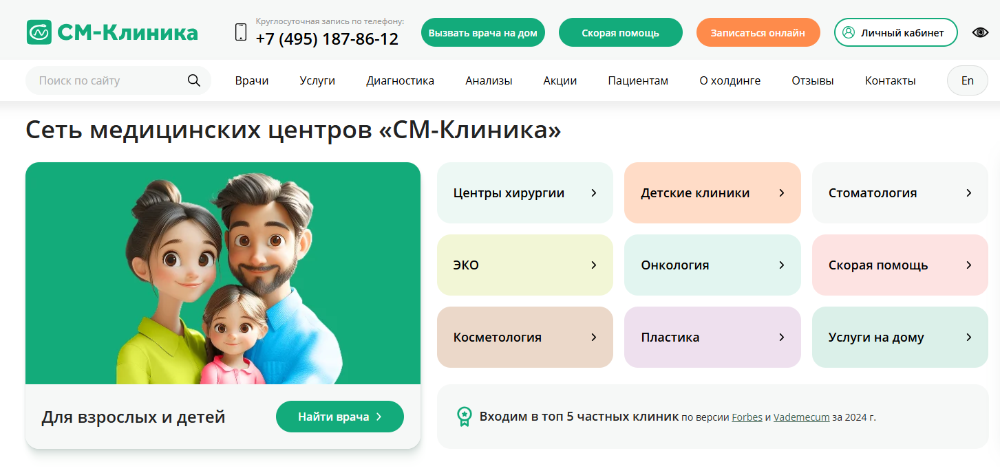 СМ-Клиника
Круглосуточная запись по телефону:
+7 (495) 187-86-12
Вызвать врача на дом
Скорая помощь
Записаться онлайн
Личный кабинет
Поиск по сайту
Врачи
Услуги
Диагностика
Анализы
Акции
Пациентам
О холдинге
Отзывы
Контакты
En
Сеть медицинских центров «СМ-Клиника»
Для взрослых и детей
Найти врача
Центры хирургии
Детские клиники
Стоматология
ЭКО
Онкология
Скорая помощь
Косметология
Пластика
Услуги на дому
Входим в топ 5 частных клиник по версии Forbes и Vademecum за 2024 г.